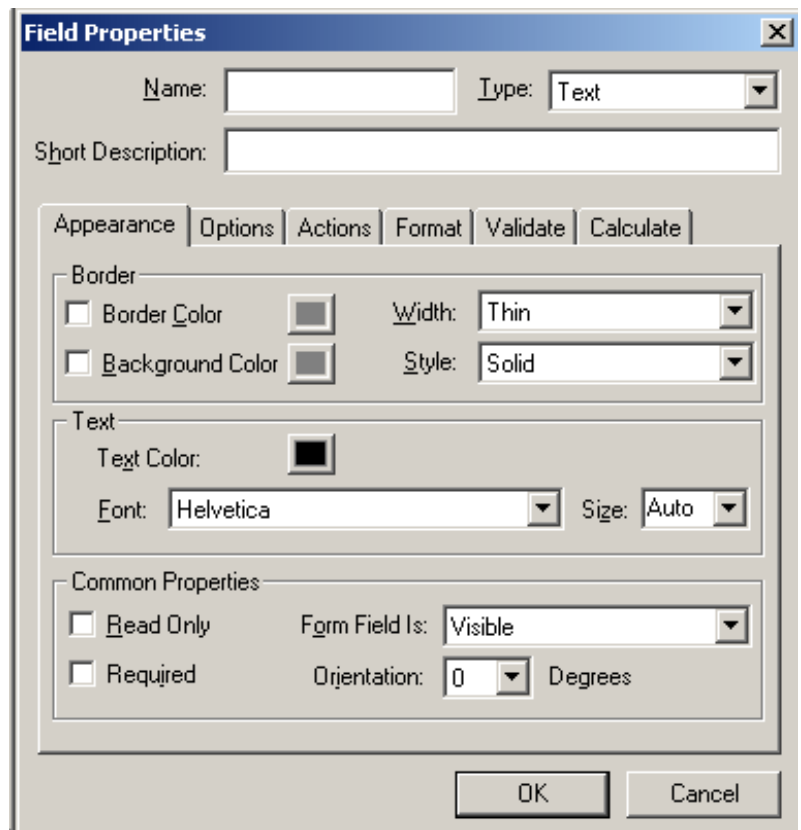 Field Properties
Name: Type: Text
Short Description:
Appearance Options Actions Format Validate Calculate
Border
Border Color Width: Thin
Background Color Style: Solid
Text
Text Color:
Font: Helvetica Size: Auto
Common Properties
Read Only Form Field Is: Visible
Required Orientation: 0 Degrees
OK Cancel